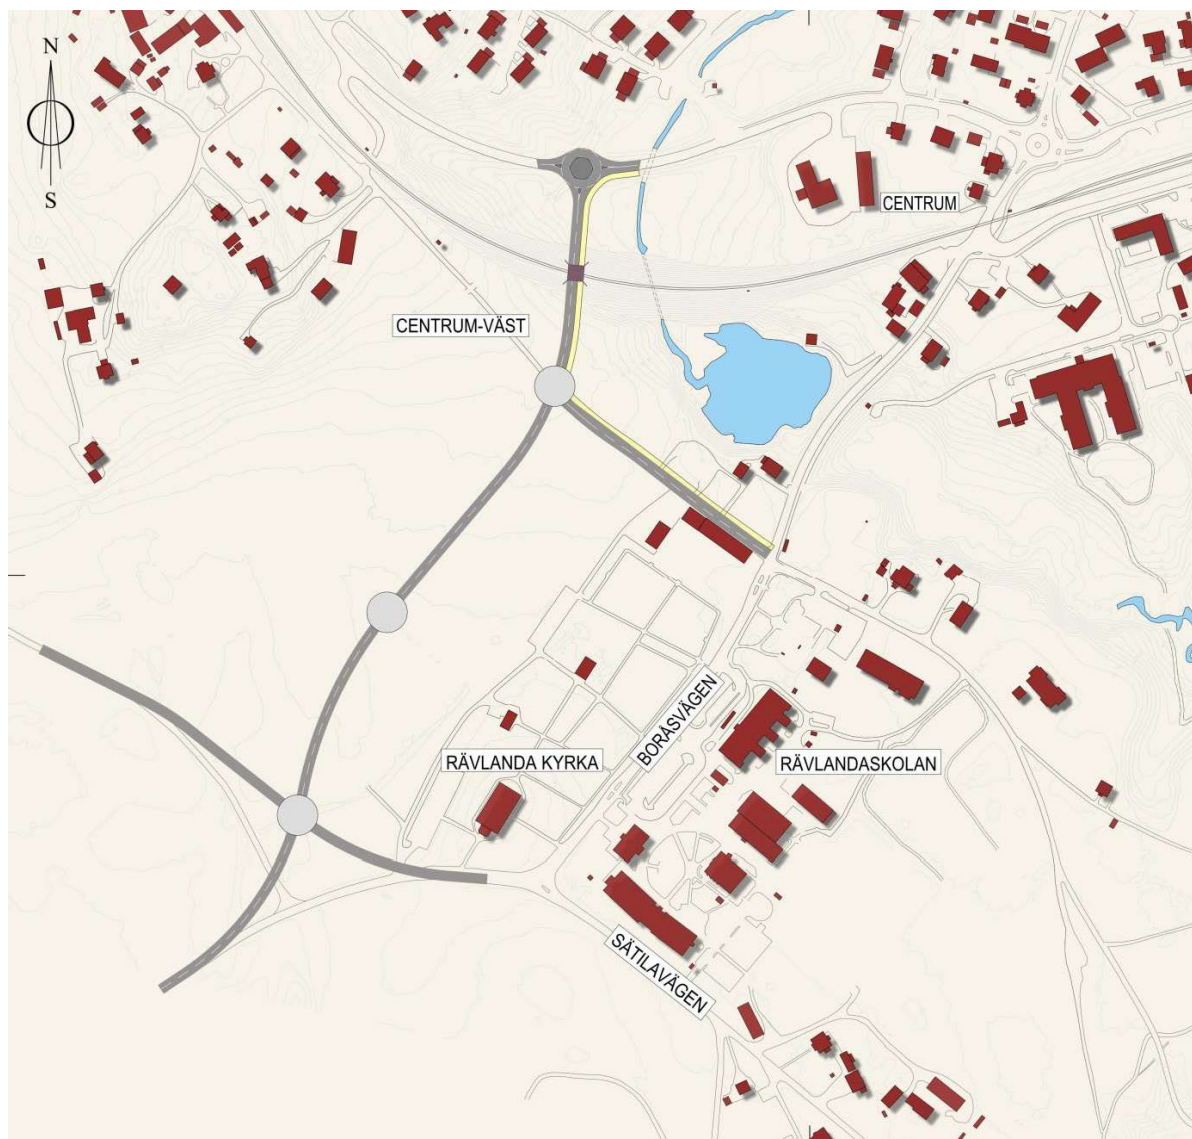 N
S
CENTRUM
CENTRUM-VÄST
BORÅSVÄGEN
RÄVLANDA KYRKA
RÄVLANDASKOLAN
SÄTILAVÄGEN